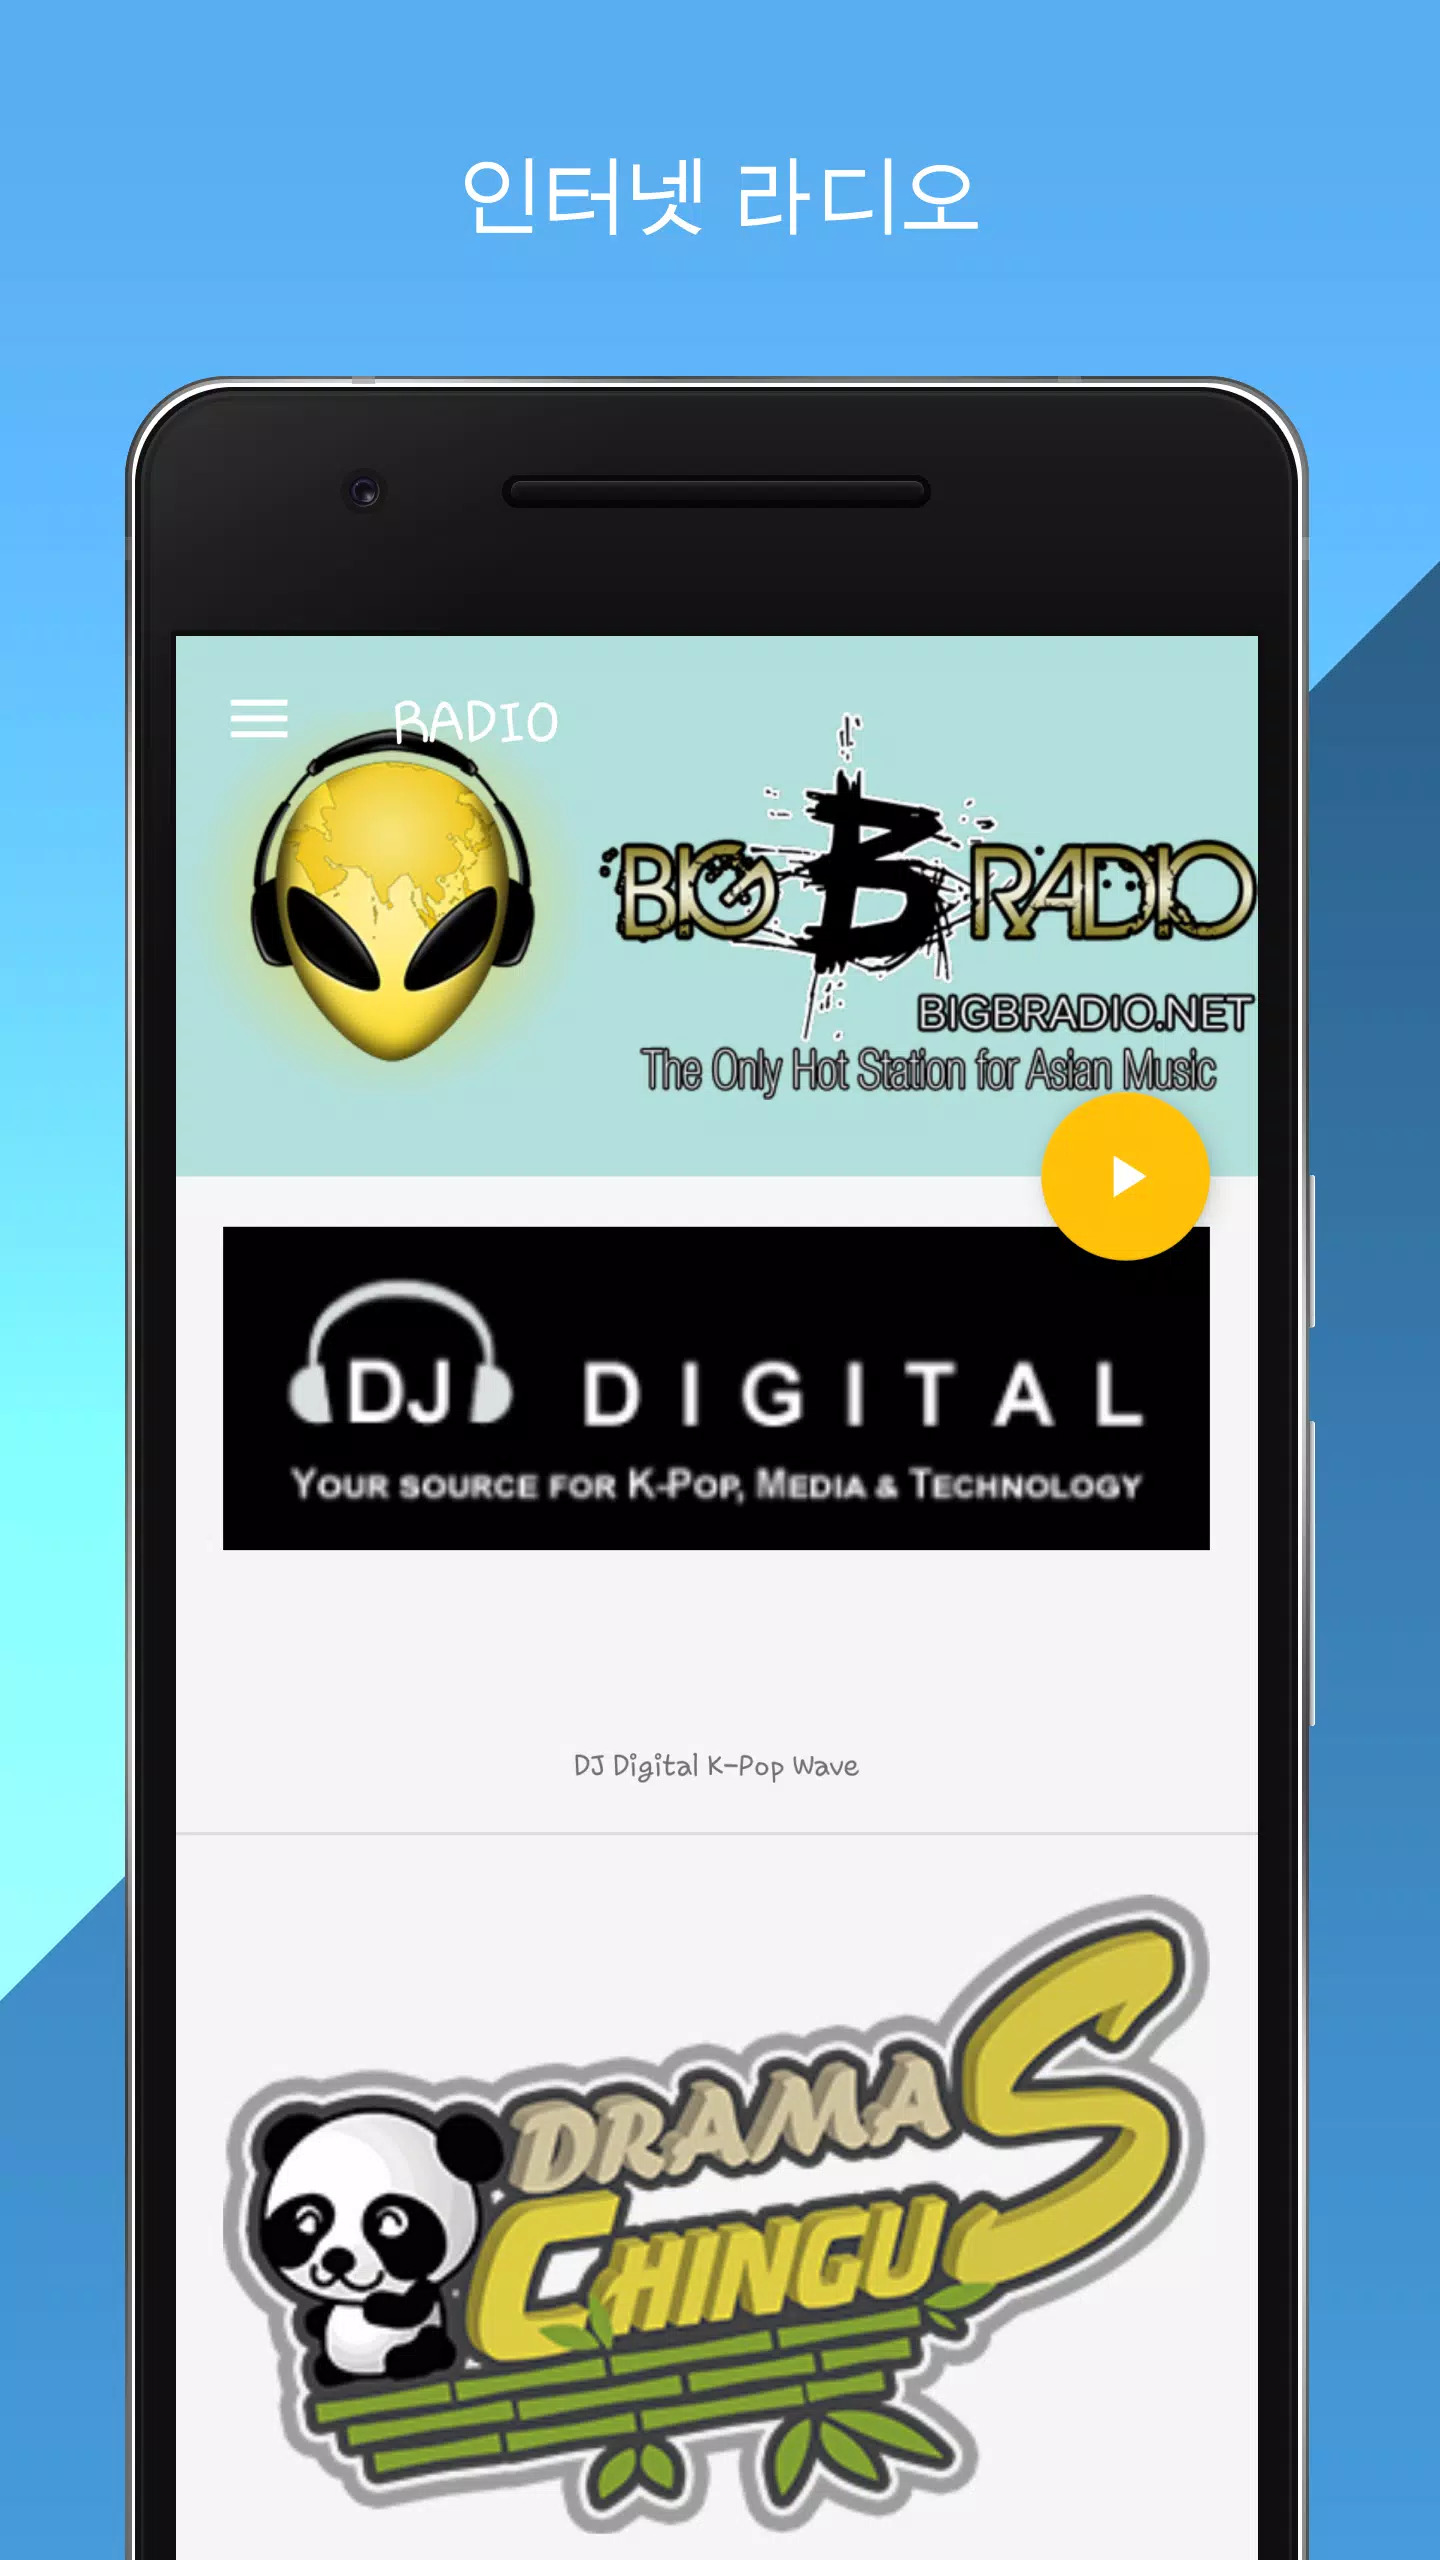 인터넷 라디오
RADIO
BIG B RADIO
BIGBRADIO.NET
The Only Hot Station for Asian Music
DJ DIGITAL
YOUR SOURCE FOR K-POP, MEDIA & TECHNOLOGY
DJ Digital K-Pop Wave
DRAMAS
CHINGU